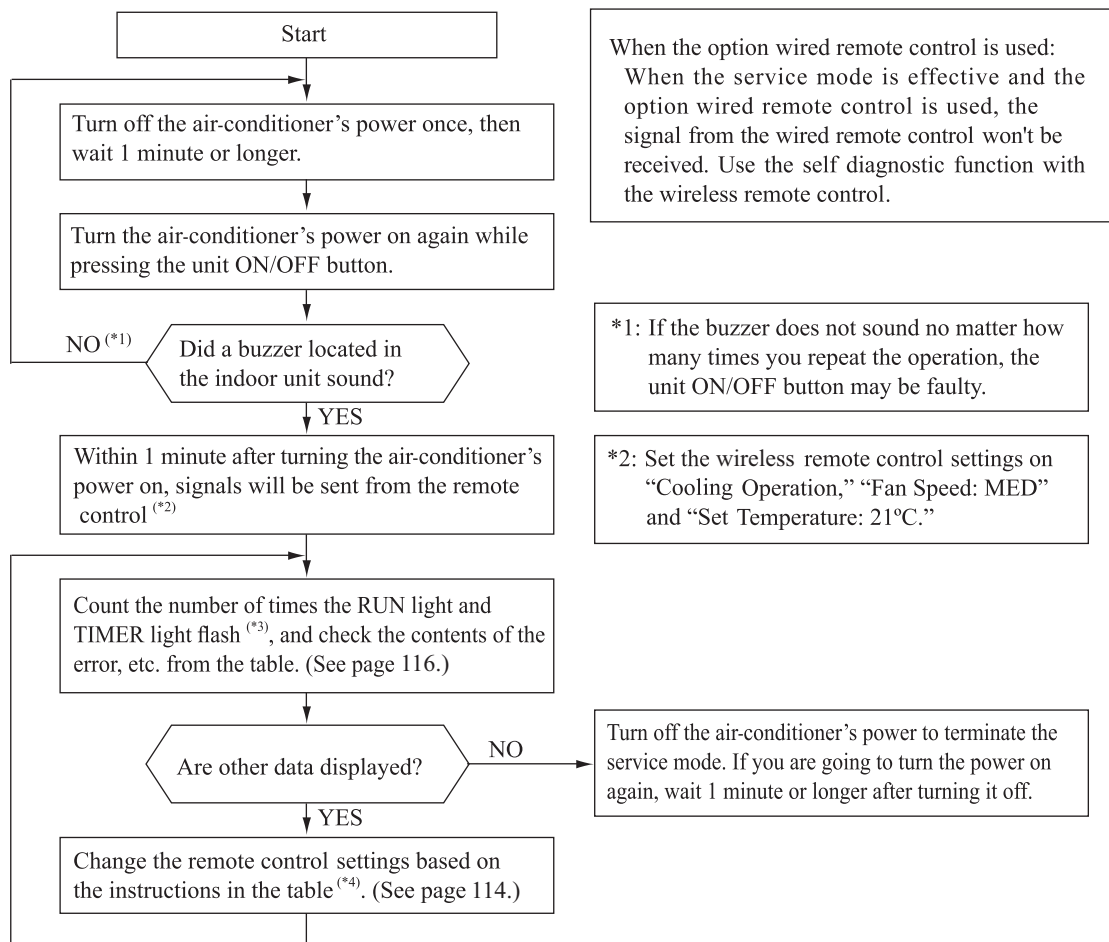 Start
When the option wired remote control is used:
When the service mode is effective and the
option wired remote control is used, the
signal from the wired remote control won't be
received. Use the self diagnostic function with
the wireless remote control.
Turn off the air-conditioner’s power once, then
wait 1 minute or longer.
Turn the air-conditioner’s power on again while
pressing the unit ON/OFF button.
NO (*1)
Did a buzzer located in
the indoor unit sound?
*1: If the buzzer does not sound no matter how
many times you repeat the operation, the
unit ON/OFF button may be faulty.
YES
Within 1 minute after turning the air-conditioner’s
power on, signals will be sent from the remote
control (*2)
*2: Set the wireless remote control settings on
“Cooling Operation,” “Fan Speed: MED”
and “Set Temperature: 21ºC.”
Count the number of times the RUN light and
TIMER light flash (*3), and check the contents of the
error, etc. from the table. (See page 116.)
Are other data displayed?
NO
Turn off the air-conditioner’s power to terminate the
service mode. If you are going to turn the power on
again, wait 1 minute or longer after turning it off.
YES
Change the remote control settings based on
the instructions in the table (*4). (See page 114.)